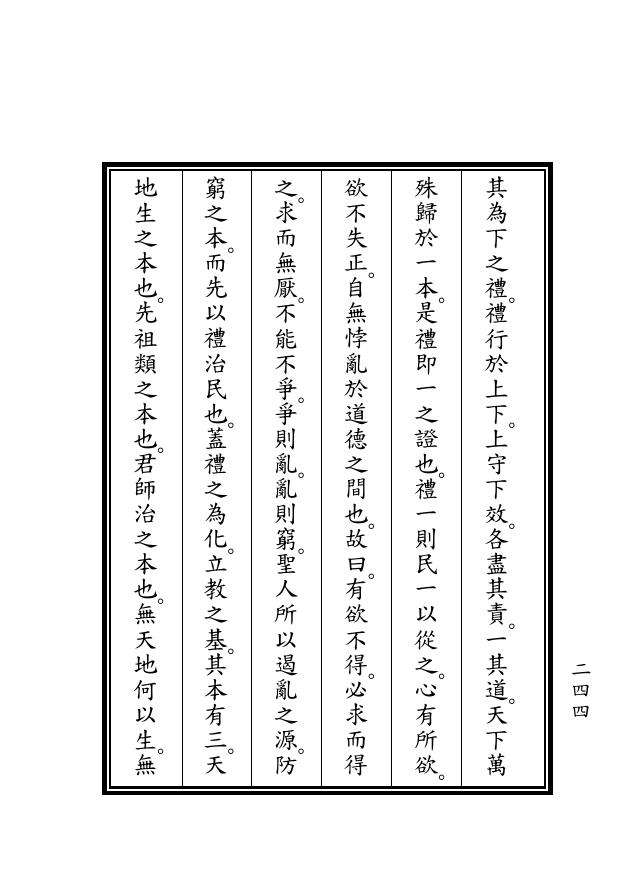 其為下之禮。禮行於上下。上守下效。各盡其責。一其道。天下萬
殊歸於一本。是禮即一之證也。禮一則民一以從之。心有所欲。
欲不失正。自無悖亂於道德之間也。故曰。有欲不得。必求而得
之。求而無厭。不能不爭。爭則亂。亂則窮。聖人所以遏亂之源。防
窮之本。而先以禮治民也。蓋禮之為化。立教之基。其本有三。天
地生之本也。先祖類之本也。君師治之本也。無天地何以生。無
二四四